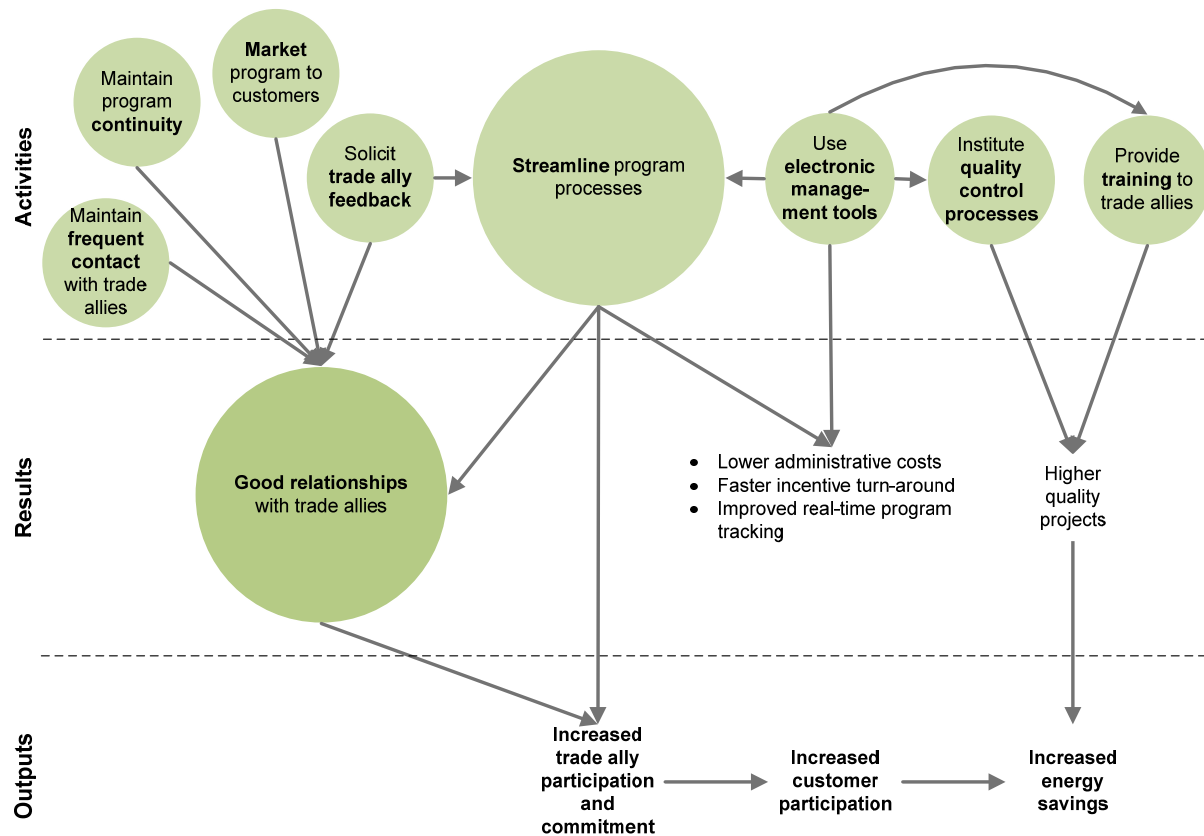 Activities
Maintain
program
continuity
Market
program to
customers
Solicit
trade ally
feedback
Maintain
frequent
contact
with trade
allies
Streamline program
processes
Use
electronic
manage-
ment tools
Institute
quality
control
processes
Provide
training to
trade allies
Results
Good relationships
with trade allies
• Lower administrative costs
• Faster incentive turn-around
• Improved real-time program
tracking
Higher
quality
projects
Outputs
Increased
trade ally
participation
and
commitment
Increased
customer
participation
Increased
energy
savings